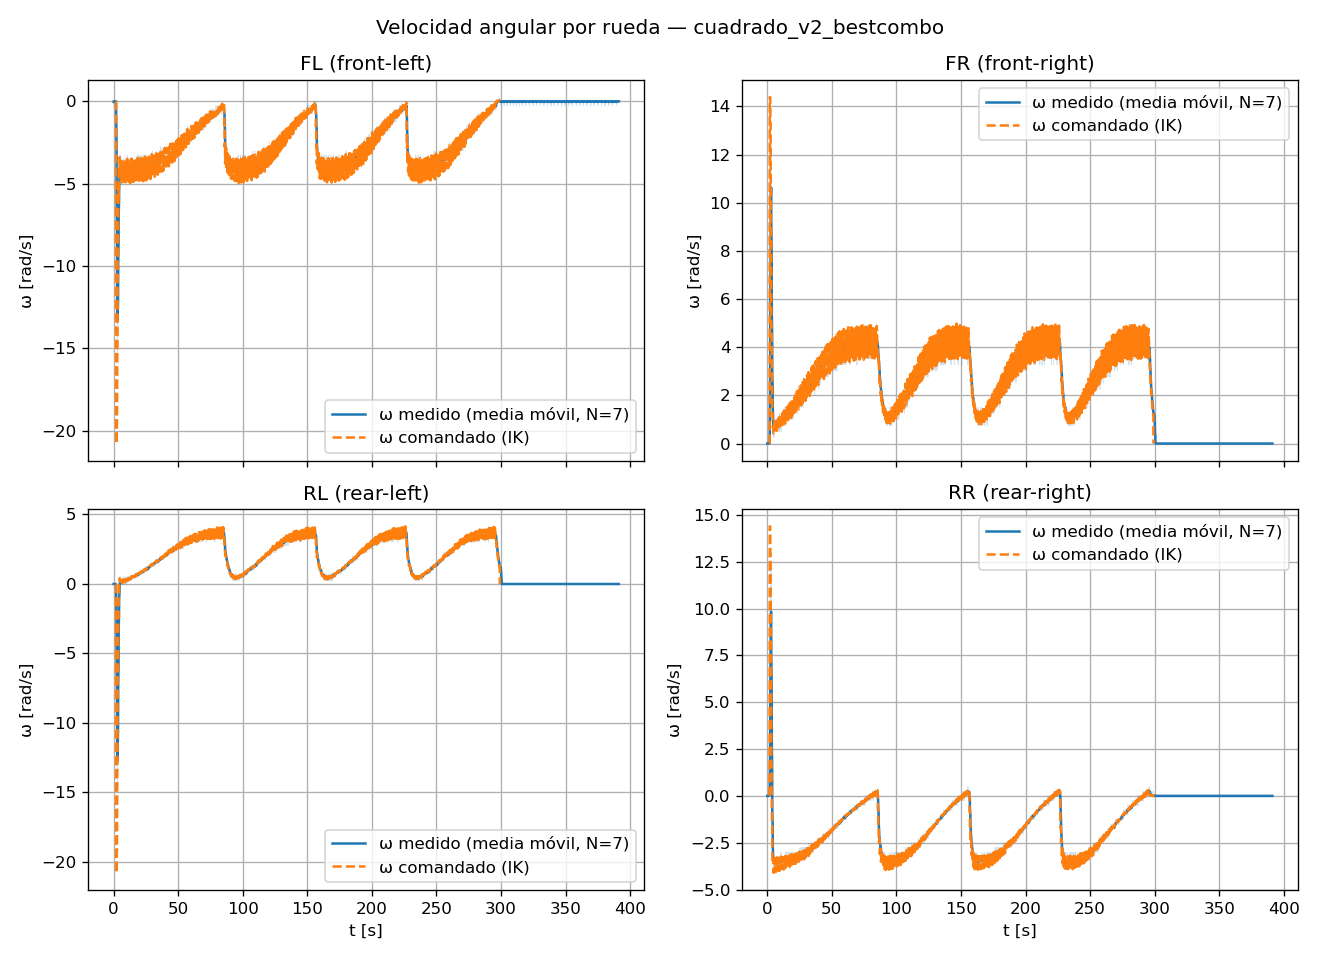 Velocidad angular por rueda — cuadrado_v2_bestcombo
FL (front-left)
ω [rad/s]
0
−5
−10
−15
−20
ω medido (media móvil, N=7)
ω comandado (IK)
FR (front-right)
ω [rad/s]
14
12
10
8
6
4
2
0
ω medido (media móvil, N=7)
ω comandado (IK)
RL (rear-left)
ω [rad/s]
5
0
−5
−10
−15
−20
ω medido (media móvil, N=7)
ω comandado (IK)
0 50 100 150 200 250 300 350 400
t [s]
RR (rear-right)
ω [rad/s]
15.0
12.5
10.0
7.5
5.0
2.5
0.0
−2.5
−5.0
ω medido (media móvil, N=7)
ω comandado (IK)
0 50 100 150 200 250 300 350 400
t [s]